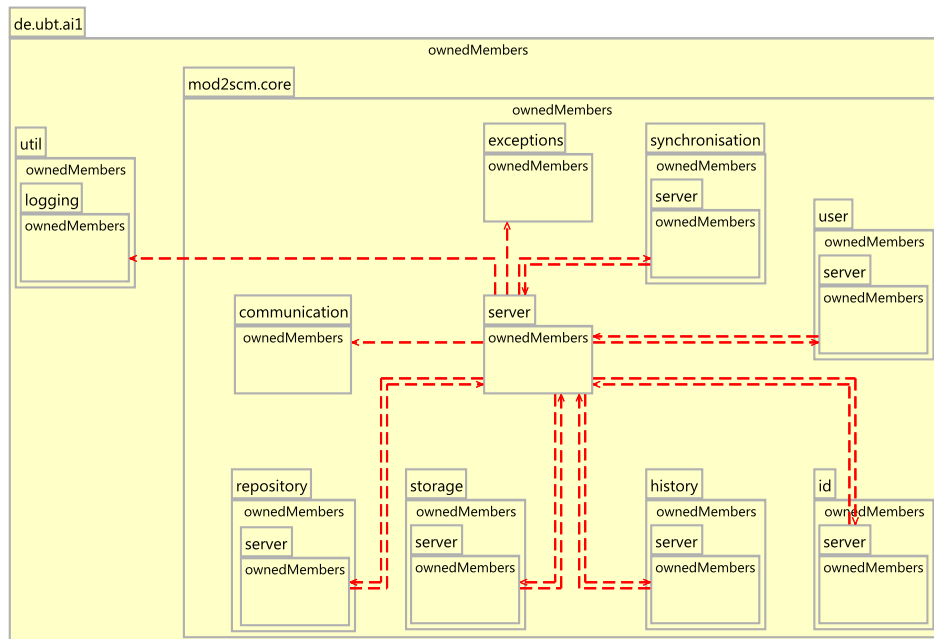 de.ubt.ai1
ownedMembers
mod2scm.core
ownedMembers
util
ownedMembers
logging
ownedMembers
exceptions
ownedMembers
synchronisation
ownedMembers
server
ownedMembers
user
ownedMembers
server
ownedMembers
communication
ownedMembers
server
ownedMembers
repository
ownedMembers
server
ownedMembers
storage
ownedMembers
server
ownedMembers
history
ownedMembers
server
ownedMembers
id
ownedMembers
server
ownedMembers